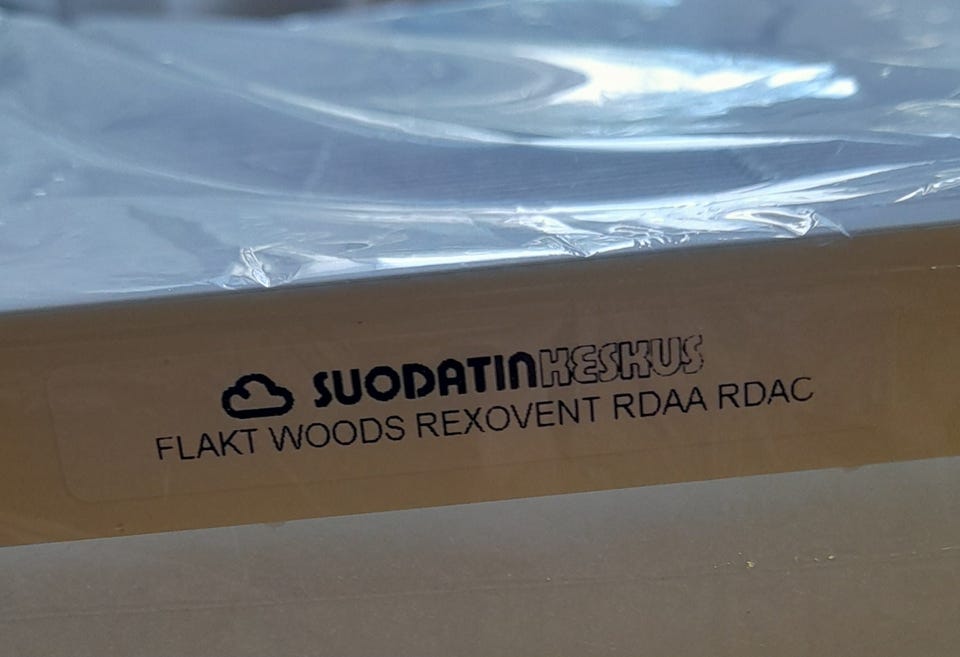 SUODATINKESKUS
FLAKT WOODS REXOVENT RDAA RDAC